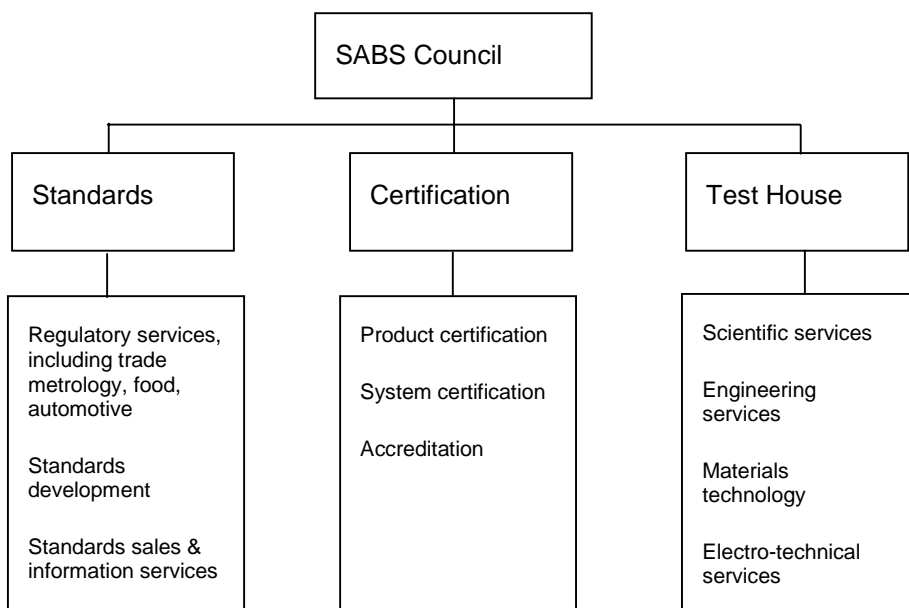 SABS Council
Standards
Certification
Test House
Regulatory services,
including trade
metrology, food,
automotive
Standards
development
Standards sales &
information services
Product certification
System certification
Accreditation
Scientific services
Engineering
services
Materials
technology
Electro-technical
services